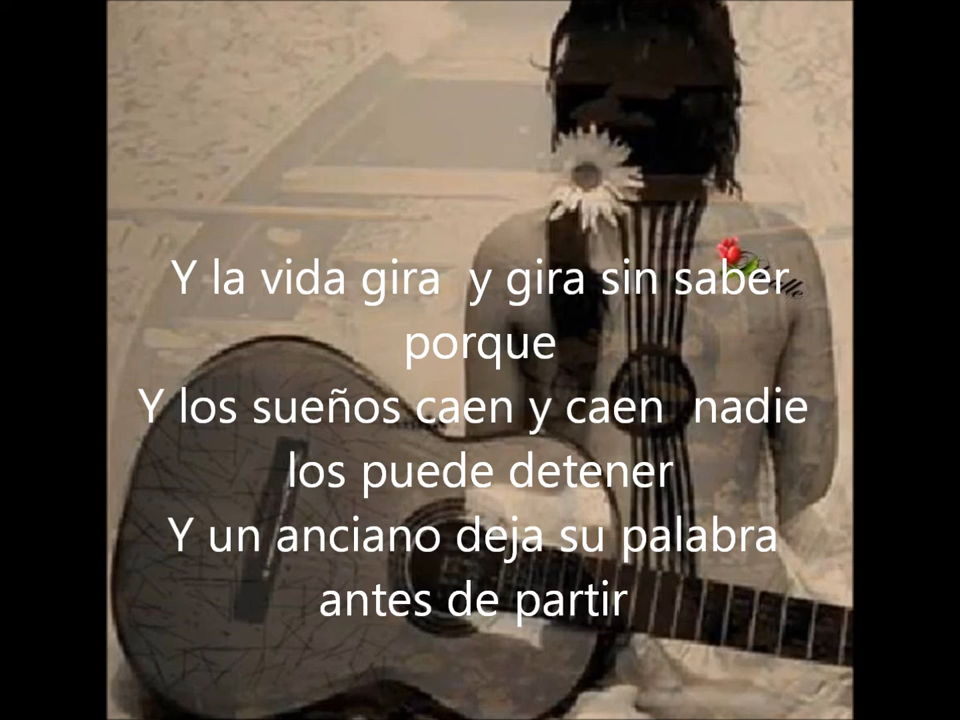 Y la vida gira  y gira sin saber
porque
Y los sueños caen y caen  nadie
los puede detener
Y un anciano deja su palabra
antes de partir